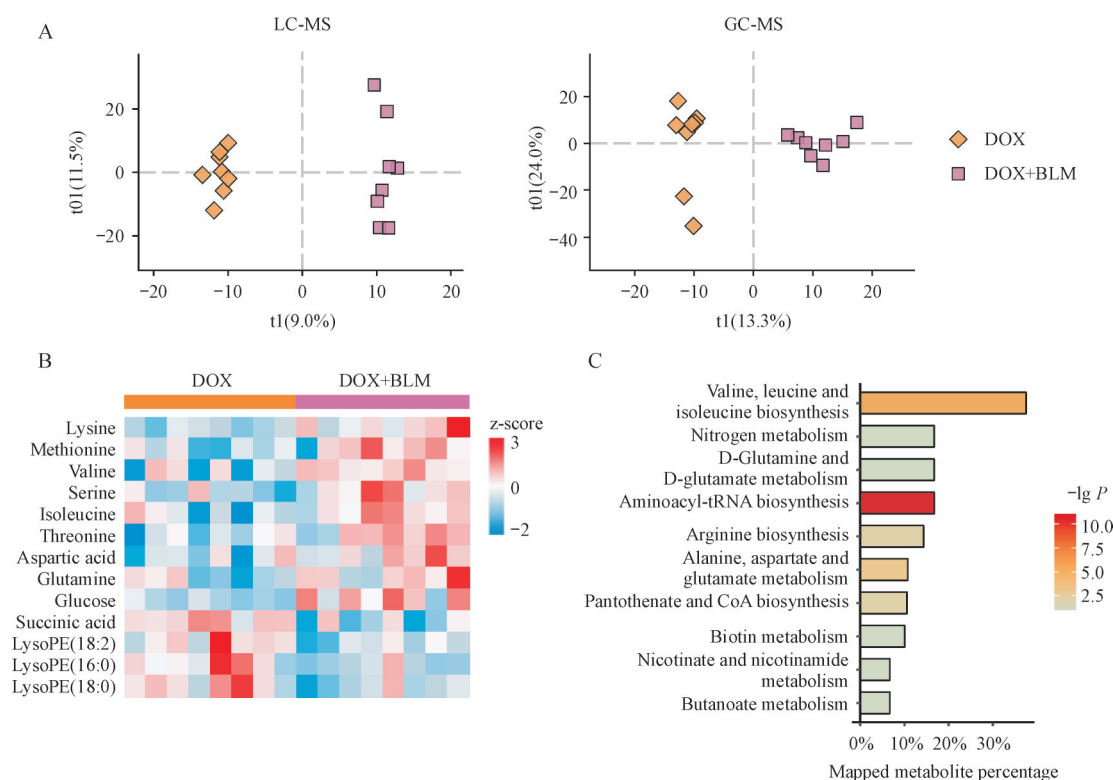 A
LC-MS
GC-MS
t01(11.5%)
20
0
−20
−20
−10
0
10
20
t1(9.0%)
t01(24.0%)
20
0
−20
−40
−20
−10
0
10
20
t1(13.3%)
DOX
DOX+BLM
B
DOX
DOX+BLM
Lysine
Methionine
Valine
Serine
Isoleucine
Threonine
Aspartic acid
Glutamine
Glucose
Succinic acid
LysoPE(18:2)
LysoPE(16:0)
LysoPE(18:0)
z-score
3
0
−2
C
Valine, leucine and
isoleucine biosynthesis
Nitrogen metabolism
D-Glutamine and
D-glutamate metabolism
Aminoacyl-tRNA biosynthesis
Arginine biosynthesis
Alanine, aspartate and
glutamate metabolism
Pantothenate and CoA biosynthesis
Biotin metabolism
Nicotinate and nicotinamide
metabolism
Butanoate metabolism
0%
10%
30%
Mapped metabolite percentage
−lg P
10.0
7.5
5.0
2.5